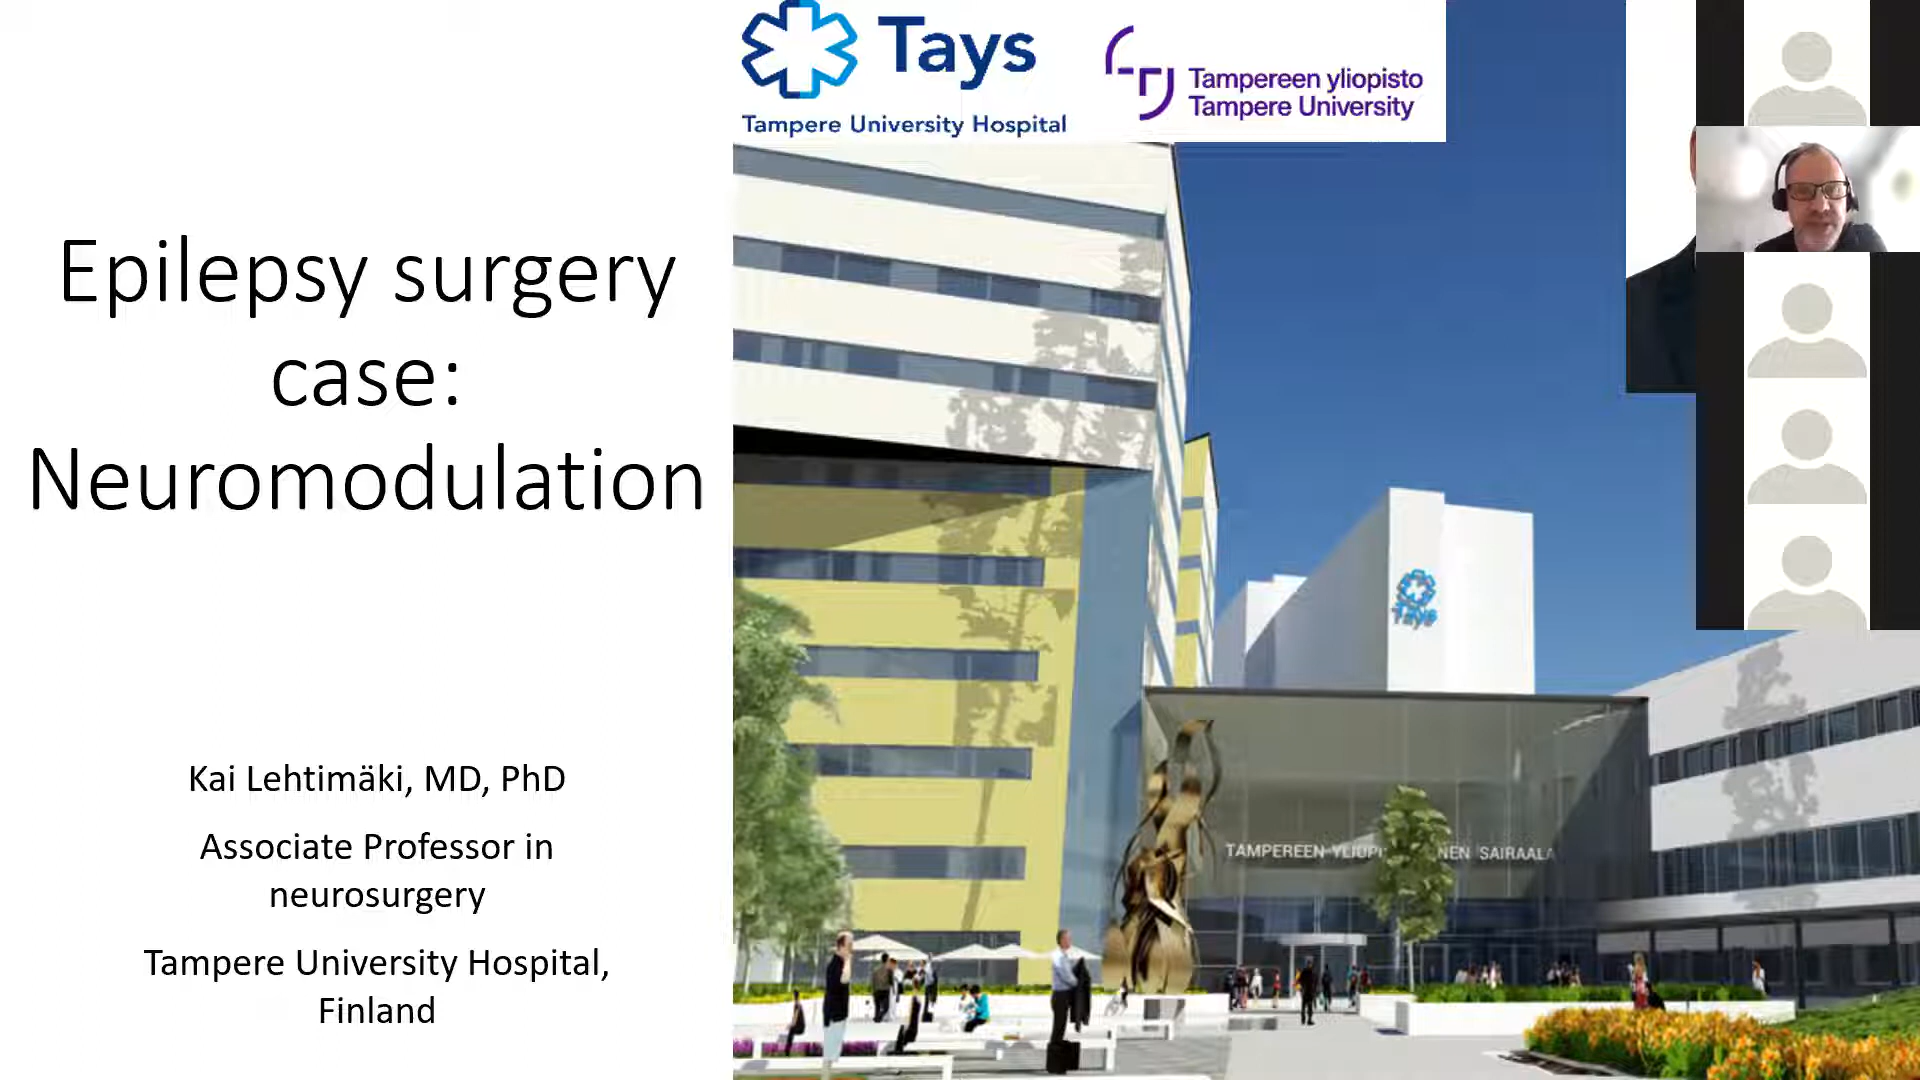 Tays
Tampere University Hospital
Tampereen yliopisto
Tampere University
Epilepsy surgery
case:
Neuromodulation
Kai Lehtimäki, MD, PhD
Associate Professor in
neurosurgery
Tampere University Hospital,
Finland
Tays
TAMPEREEN SAIRAALA